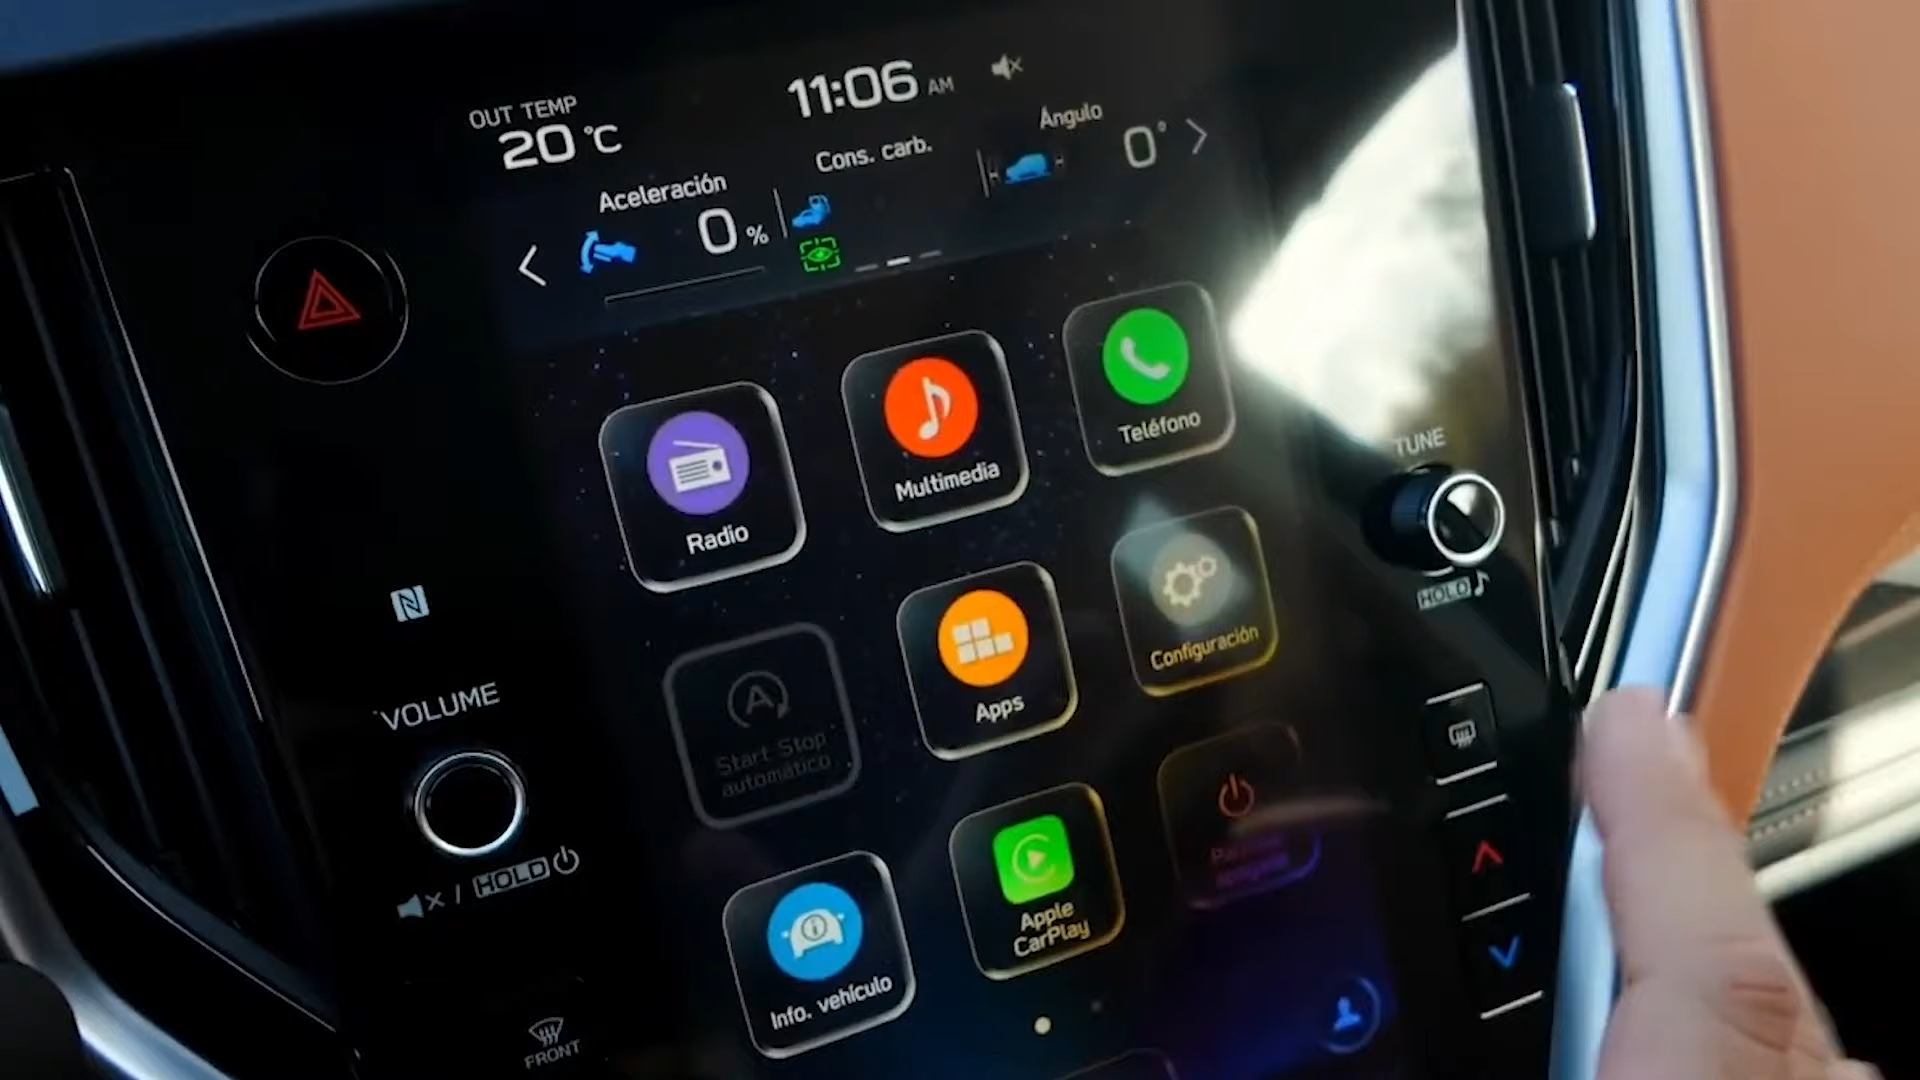 OUT TEMP
20 °C
11:06 AM
Aceleración
0 %
Cons. carb.
Ángulo
0°
Radio
Multimedia
Teléfono
Start Stop
automático
Apps
Configuración
Info. vehículo
Apple
CarPlay
VOLUME
/ HOLD
FRONT
TUNE
HOLD